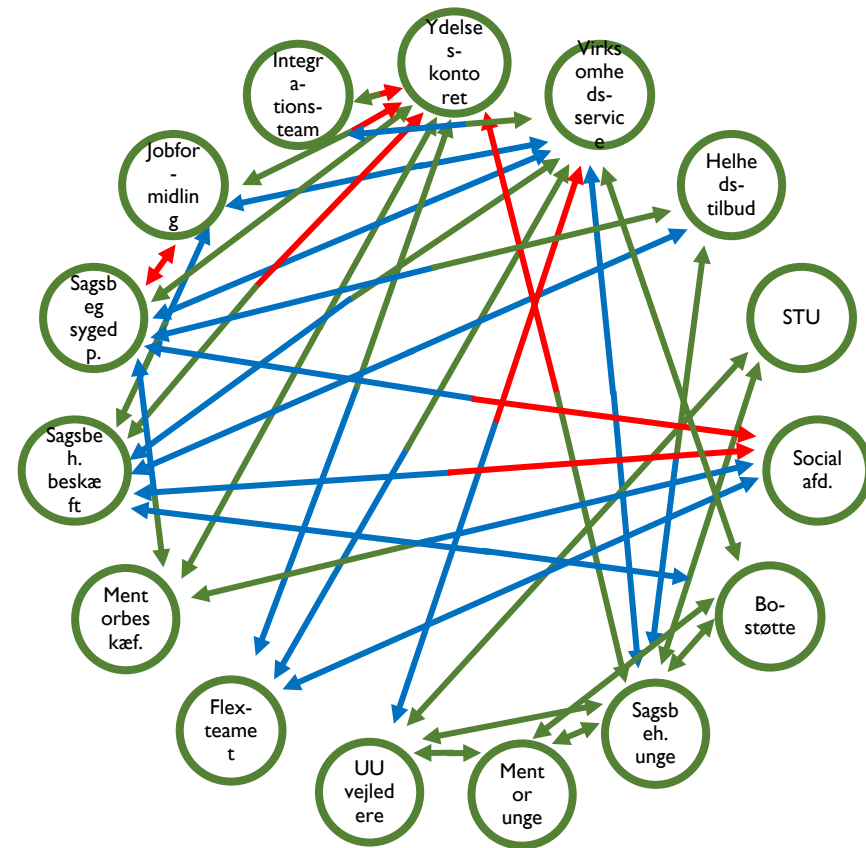 Ydelse
s-
konto
ret
Virks
omhe
ds-
servic
e
Integr
a-
tions-
team
Helhe
ds-
tilbud
Jobfor
-
midlin
g
STU
Sagsb
eg
syged
p.
Social
afd.
Sagsbe
h.
beskæ
ft
Bo-
støtte
Ment
orbes
kæf.
Flex-
teame
t
Sagsb
eh.
unge
UU
vejled
ere
Ment
or
unge